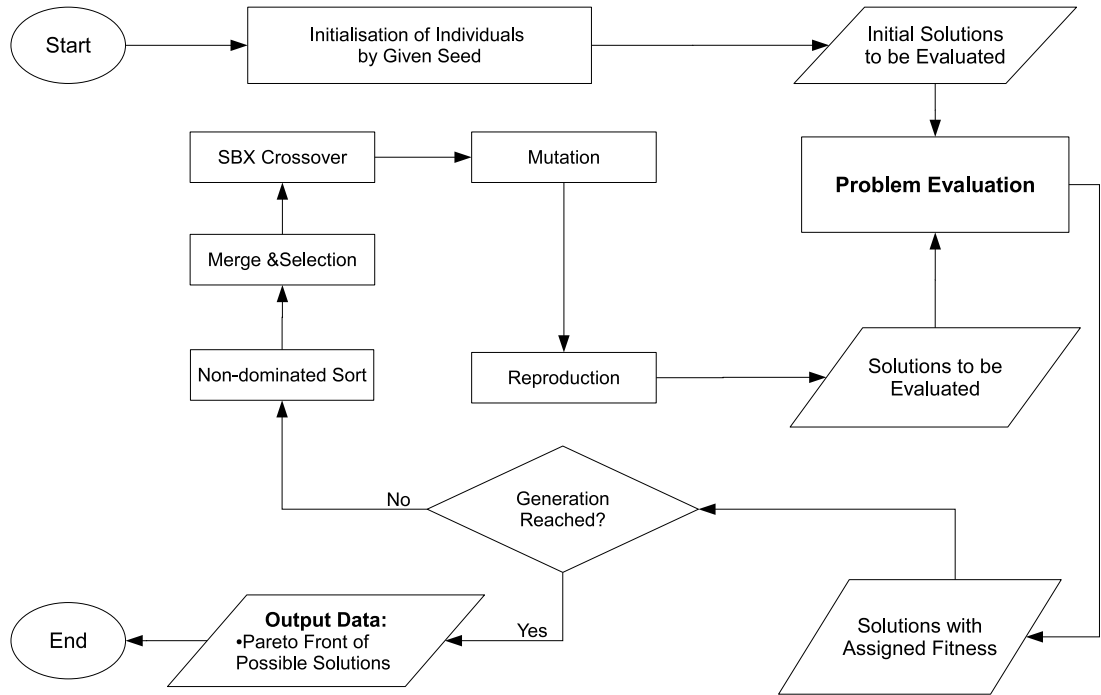 Start
Initialisation of Individuals
by Given Seed
Initial Solutions
to be Evaluated
SBX Crossover
Mutation
Problem Evaluation
Merge &Selection
Non-dominated Sort
Reproduction
Solutions to be
Evaluated
No
Generation
Reached?
Yes
Output Data:
•Pareto Front of
Possible Solutions
End
Solutions with
Assigned Fitness